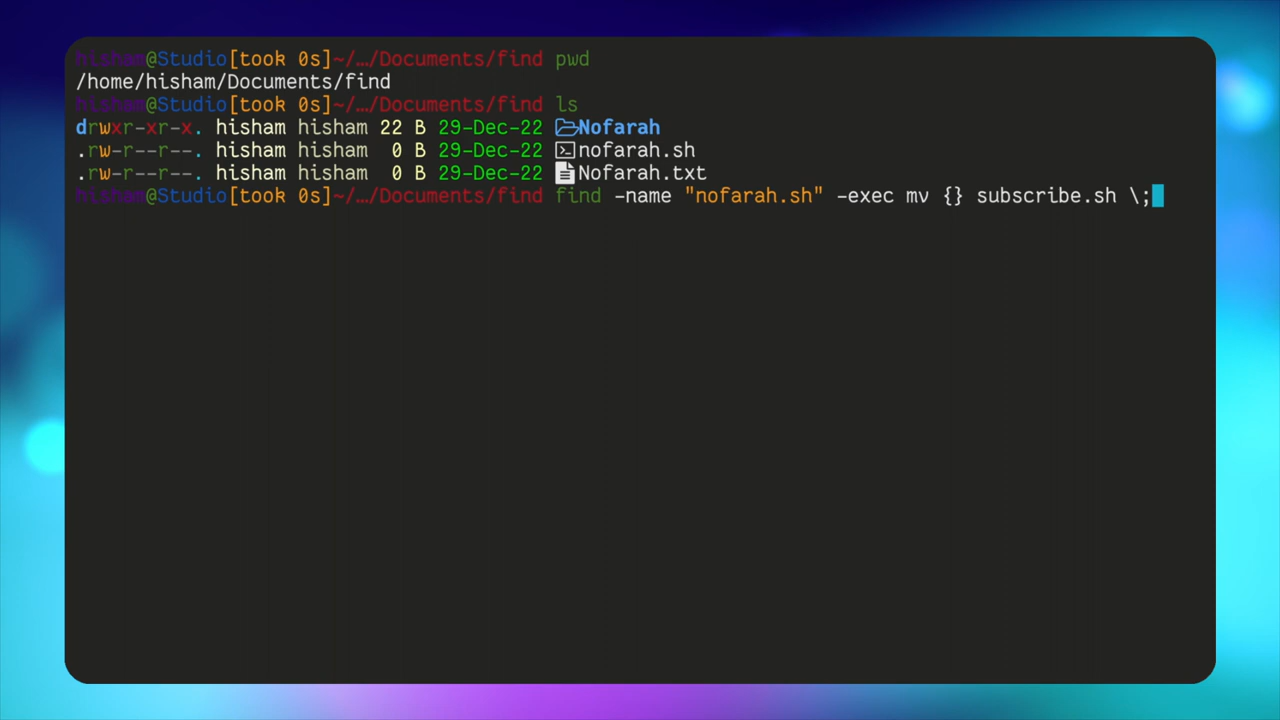 hisham@Studio[took 0s]~/…/Documents/find pwd
/home/hisham/Documents/find
hisham@Studio[took 0s]~/…/Documents/find ls
drwxr-xr-x. hisham hisham 22 B 29-Dec-22 Nofarah
.rw-r--r--. hisham hisham 0 B 29-Dec-22 nofarah.sh
.rw-r--r--. hisham hisham 0 B 29-Dec-22 Nofarah.txt
hisham@Studio[took 0s]~/…/Documents/find find -name "nofarah.sh" -exec mv {} subscribe.sh \;